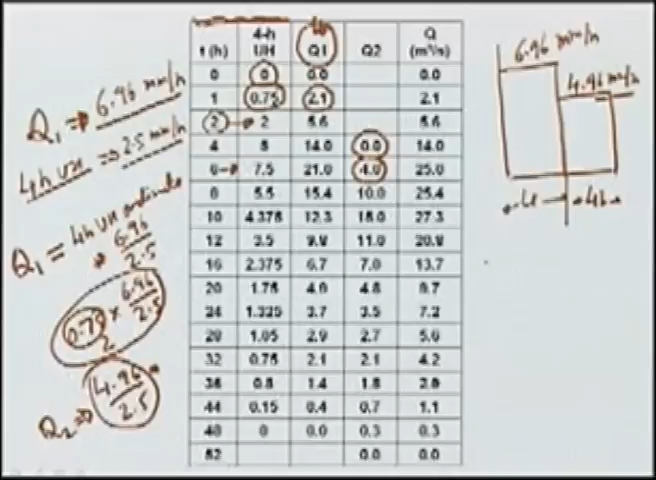 4-h
t (h) UH Q1 Q2 Q
(m³/s)
0 0 0.0 0.0
1 0.75 2.1 2.1
2 2 5.6 5.6
4 5 14.0 0.0 14.0
6 7.5 21.0 4.0 25.0
8 5.5 15.4 10.0 25.4
10 4.375 12.3 15.0 27.3
12 3.5 9.8 11.0 20.8
16 2.375 6.7 7.0 13.7
20 1.75 4.9 4.8 9.7
24 1.325 3.7 3.5 7.2
28 1.05 2.9 2.7 5.6
32 0.75 2.1 2.1 4.2
0.5 1.4 1.5 2.9
44 0.15 0.4 0.7 1.1
48 0 0.0 0.3 0.3
52 0.0 0.0
Q1 ⇒ 6.96 mm/h
4h UH ⇒ 2.5 mm/h
Q1 = 4h UH ordinate
* 6.96
2.5
0.75 × 6.96
2 2.5
Q2 ⇒ 4.96
2.5
6.96 mm/h
4.96 mm/h
4h